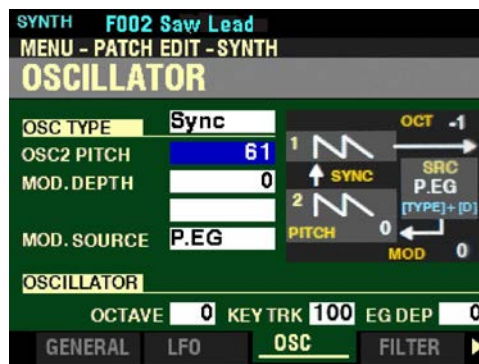 SYNTH F002 Saw Lead
MENU - PATCH EDIT - SYNTH
OSCILLATOR
OSC TYPE Sync
OSC2 PITCH 61
MOD. DEPTH 0
MOD. SOURCE P.EG
OCT -1
1
SYNC
SRC
P.EG
[TYPE]+[D]
2
PITCH 0
MOD 0
OSCILLATOR
OCTAVE 0 KEY TRK 100 EG DEP 0
GENERAL LFO OSC FILTER